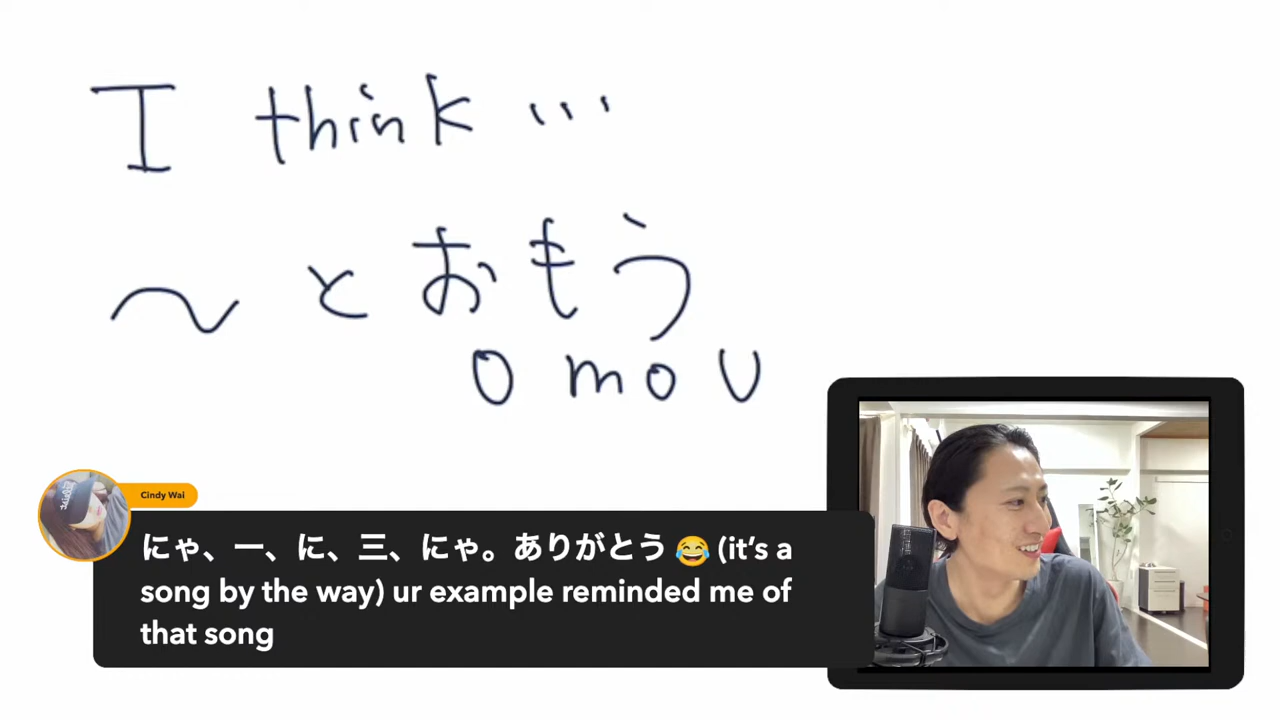 I think ...
～ とおもう
omou
Cindy Wai
にゃ、一、に、三、にゃ。ありがとう😂 (it's a
song by the way) ur example reminded me of
that song